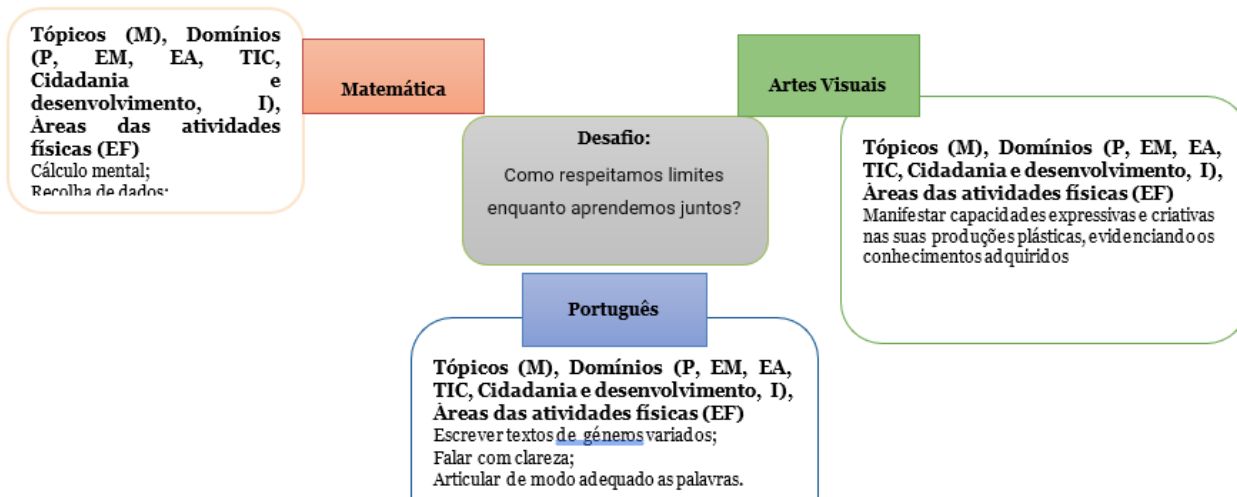 Tópicos (M), Domínios
(P, EM, EA, TIC,
Cidadania e
desenvolvimento, I),
Àreas das atividades
físicas (EF)
Cálculo mental;
Recolha de dados;
Matemática
Desafio:
Como respeitamos limites
enquanto aprendemos juntos?
Artes Visuais
Tópicos (M), Domínios (P, EM, EA,
TIC, Cidadania e desenvolvimento, I),
Àreas das atividades físicas (EF)
Manifestar capacidades expressivas e criativas
nas suas produções plásticas, evidenciando os
conhecimentos adquiridos
Português
Tópicos (M), Domínios (P, EM, EA,
TIC, Cidadania e desenvolvimento, I),
Àreas das atividades físicas (EF)
Escrever textos de géneros variados;
Falar com clareza;
Articular de modo adequado as palavras.